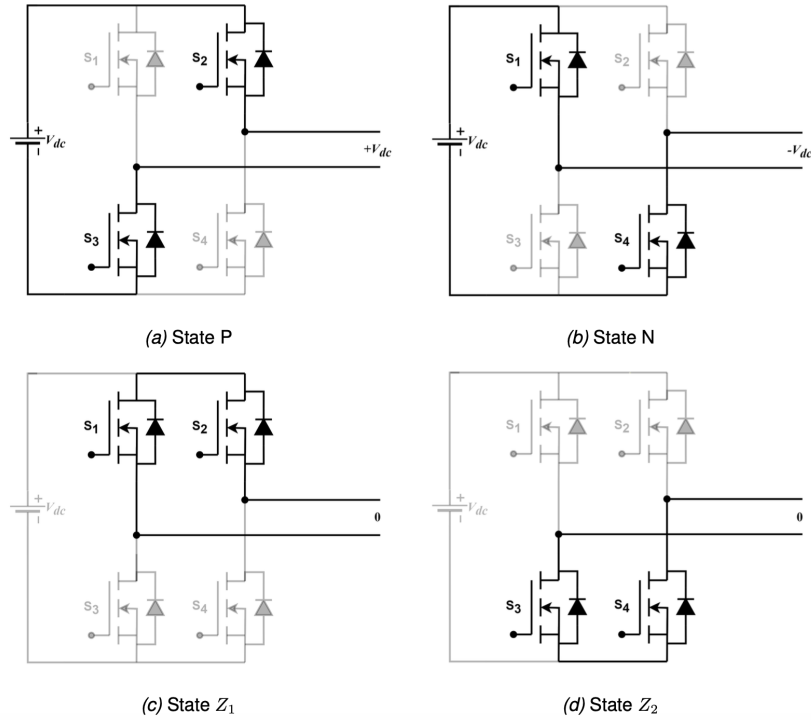 S1 S2 S1 S2
+ Vdc - +Vdc + Vdc - -Vdc
S3 S4 S3 S4
(a) State P (b) State N
S1 S2 S1 S2
+ Vdc - 0 + Vdc - 0
S3 S4 S3 S4
(c) State Z1 (d) State Z2